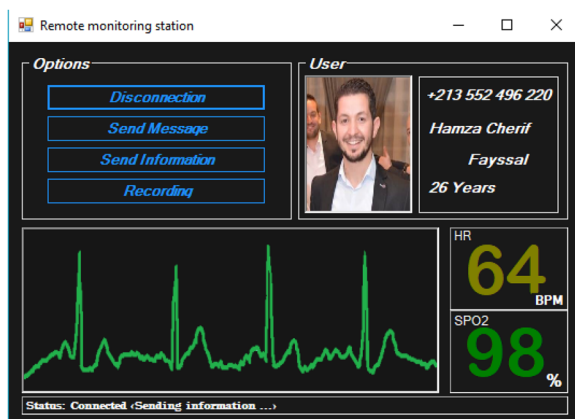 Remote monitoring station
Options
Disconnection
Send Message
Send Information
Recording
User
+213 552 496 220
Hamza Cherif
Fayssal
26 Years
HR
64
BPM
SPO2
98
%
Status: Connected ‹Sending information ...›